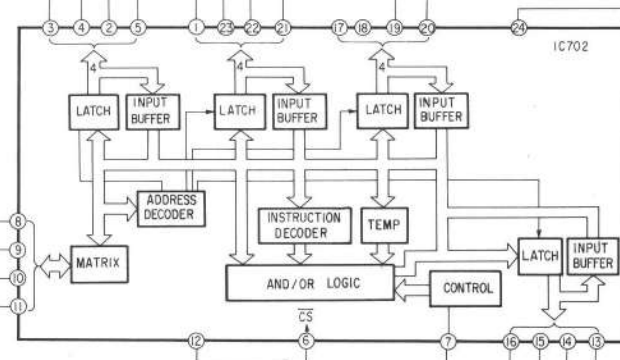 3 4 2 5 1 23 22 21 17 18 19 20 24
IC702
4 4 4
LATCH INPUT BUFFER LATCH INPUT BUFFER LATCH INPUT BUFFER
ADDRESS DECODER
8
9
10
11
MATRIX
INSTRUCTION DECODER
TEMP
AND/OR LOGIC
CONTROL
LATCH
INPUT BUFFER
CS
12 6 7 16 15 14 13